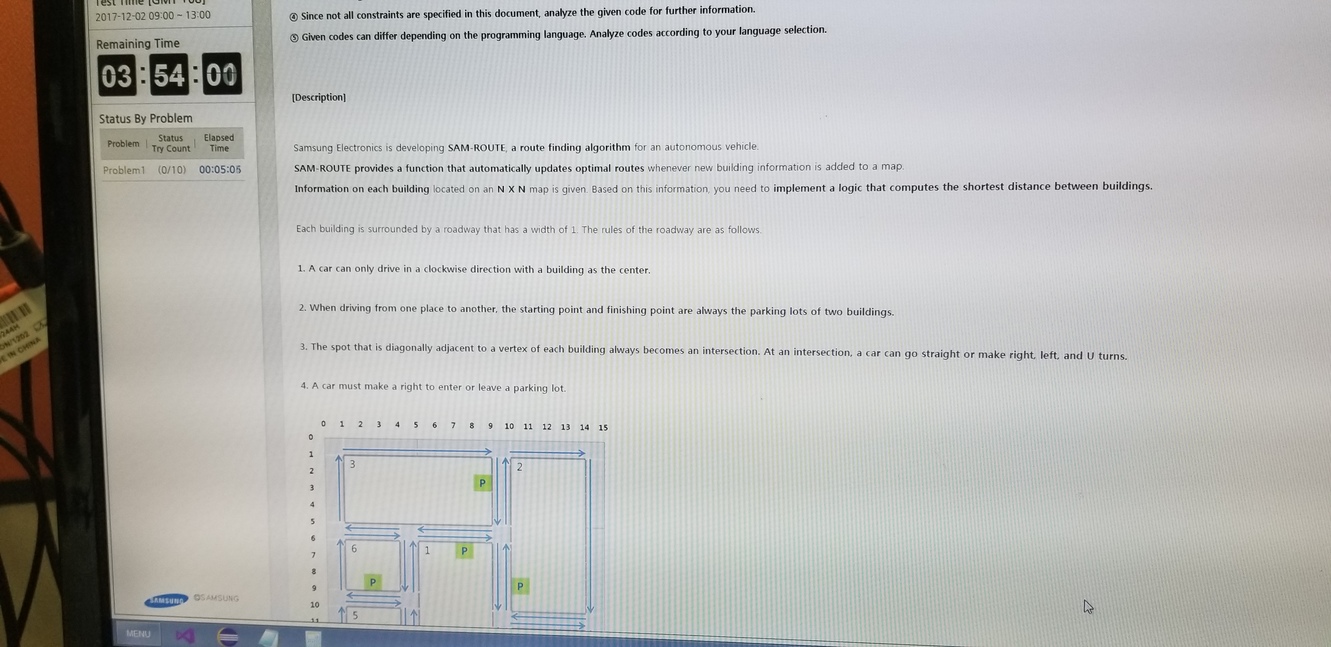 Test Time [GMT +08]
2017-12-02 09:00 ~ 13:00
Remaining Time
03:54:00
Status By Problem
Problem Status Try Count Elapsed Time
Problem1 (0/10) 00:05:05
④ Since not all constraints are specified in this document, analyze the given code for further information.
⑤ Given codes can differ depending on the programming language. Analyze codes according to your language selection.
[Description]
Samsung Electronics is developing SAM-ROUTE, a route finding algorithm for an autonomous vehicle.
SAM-ROUTE provides a function that automatically updates optimal routes whenever new building information is added to a map.
Information on each building located on an N X N map is given. Based on this information, you need to implement a logic that computes the shortest distance between buildings.
Each building is surrounded by a roadway that has a width of 1. The rules of the roadway are as follows.
1. A car can only drive in a clockwise direction with a building as the center.
2. When driving from one place to another, the starting point and finishing point are always the parking lots of two buildings.
3. The spot that is diagonally adjacent to a vertex of each building always becomes an intersection. At an intersection, a car can go straight or make right, left, and U turns.
4. A car must make a right to enter or leave a parking lot.
0 1 2 3 4 5 6 7 8 9 10 11 12 13 14 15
0
1
2
3
4
5
6
7
8
9
10
11
3
2
P
6
1
P
P
P
5
SAMSUNG
©SAMSUNG
MENU